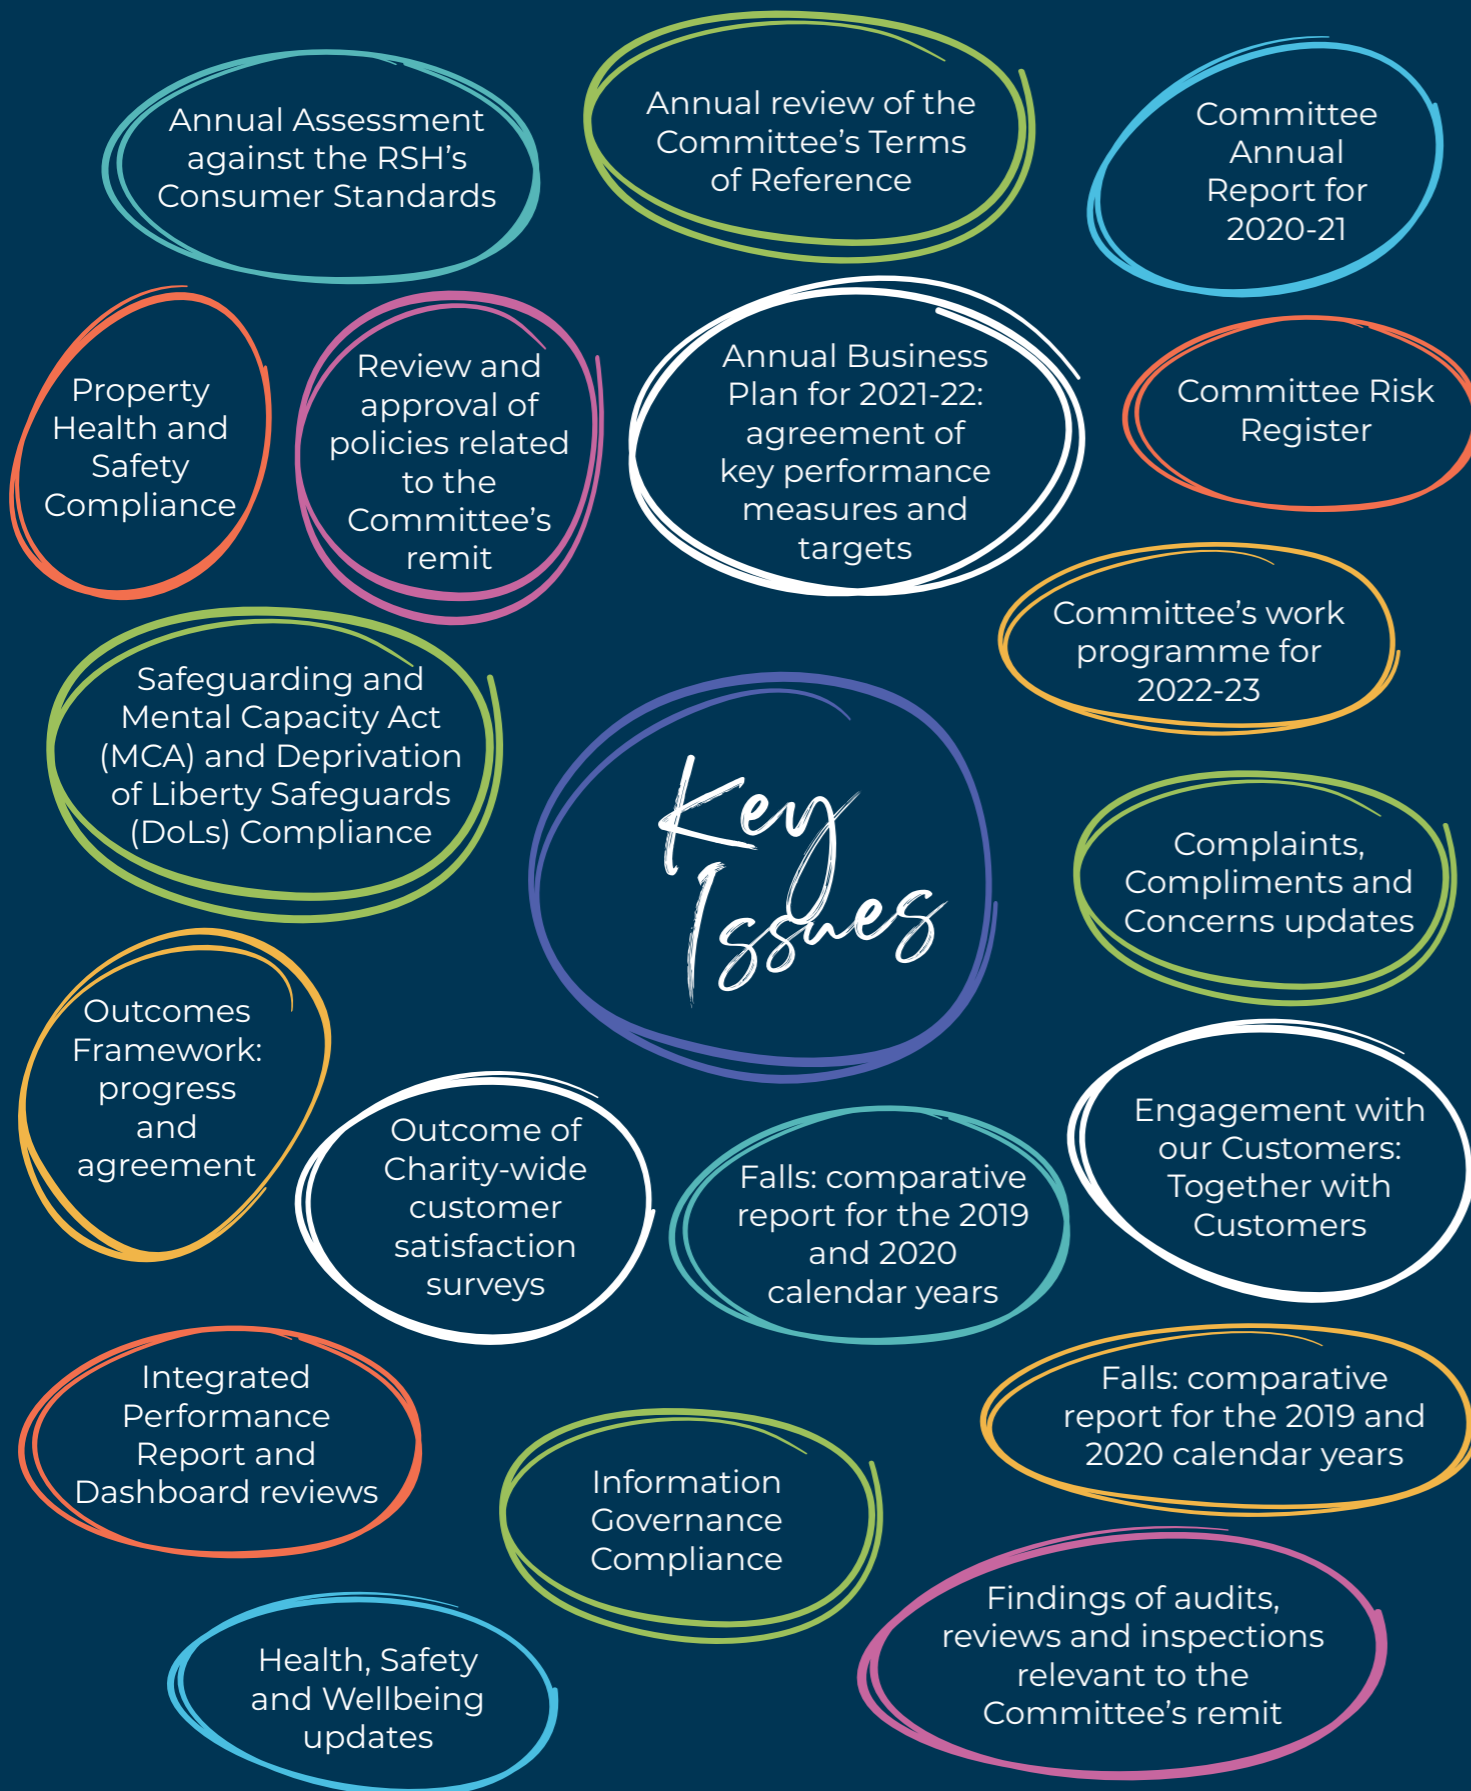 Annual Assessment
against the RSH’s
Consumer Standards
Annual review of the
Committee’s Terms
of Reference
Committee
Annual
Report for
2020-21
Property
Health and
Safety
Compliance
Review and
approval of
policies related
to the
Committee’s
remit
Annual Business
Plan for 2021-22:
agreement of
key performance
measures and
targets
Committee Risk
Register
Committee’s work
programme for
2022-23
Safeguarding and
Mental Capacity Act
(MCA) and Deprivation
of Liberty Safeguards
(DoLs) Compliance
Key
Issues
Complaints,
Compliments and
Concerns updates
Outcomes
Framework:
progress
and
agreement
Outcome of
Charity-wide
customer
satisfaction
surveys
Falls: comparative
report for the 2019
and 2020
calendar years
Engagement with
our Customers:
Together with
Customers
Integrated
Performance
Report and
Dashboard reviews
Information
Governance
Compliance
Falls: comparative
report for the 2019 and
2020 calendar years
Health, Safety
and Wellbeing
updates
Findings of audits,
reviews and inspections
relevant to the
Committee’s remit